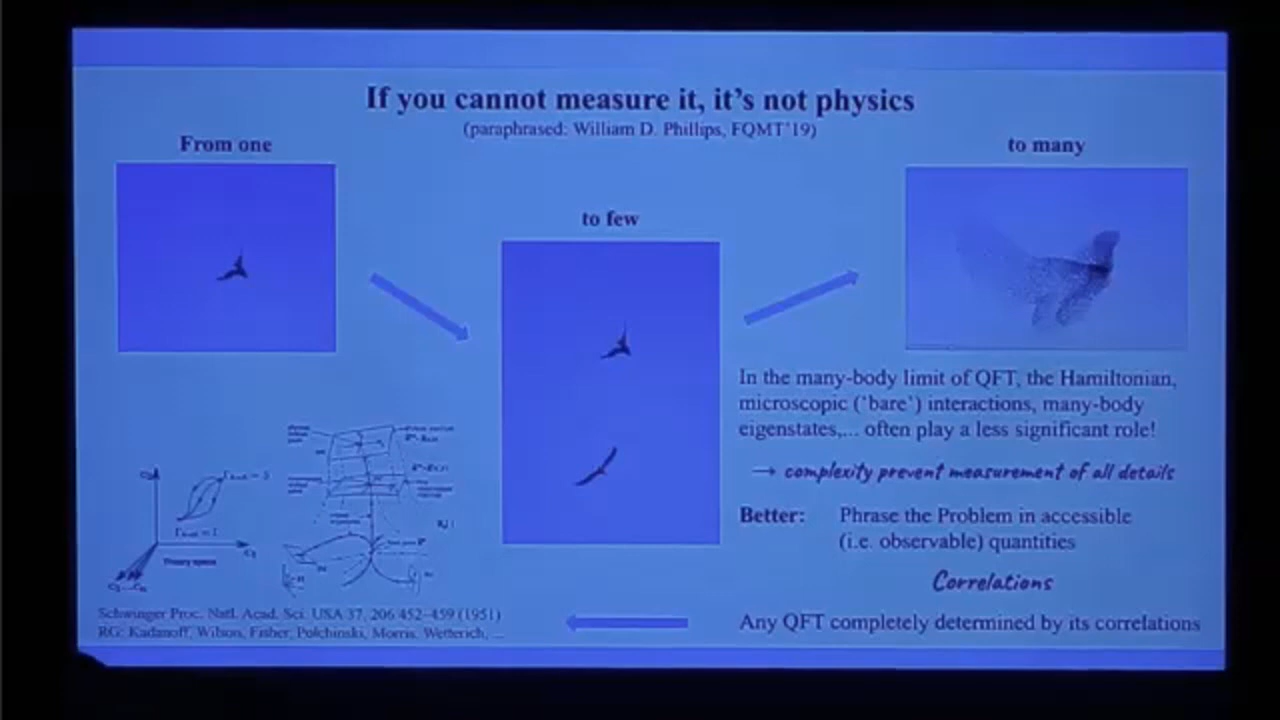 If you cannot measure it, it's not physics
(paraphrased: William D. Phillips, FQMT'19)
From one
to few
to many
In the many-body limit of QFT, the Hamiltonian,
microscopic ('bare') interactions, many-body
eigenstates,... often play a less significant role!
→ complexity prevent measurement of all details
Better: Phrase the Problem in accessible
(i.e. observable) quantities
Correlations
Any QFT completely determined by its correlations
Theory space
Schwinger Proc. Natl. Acad. Sci. USA 37, 206 452–459 (1951)
RG: Kadanoff, Wilson, Fisher, Polchinski, Morris, Wetterich, ...